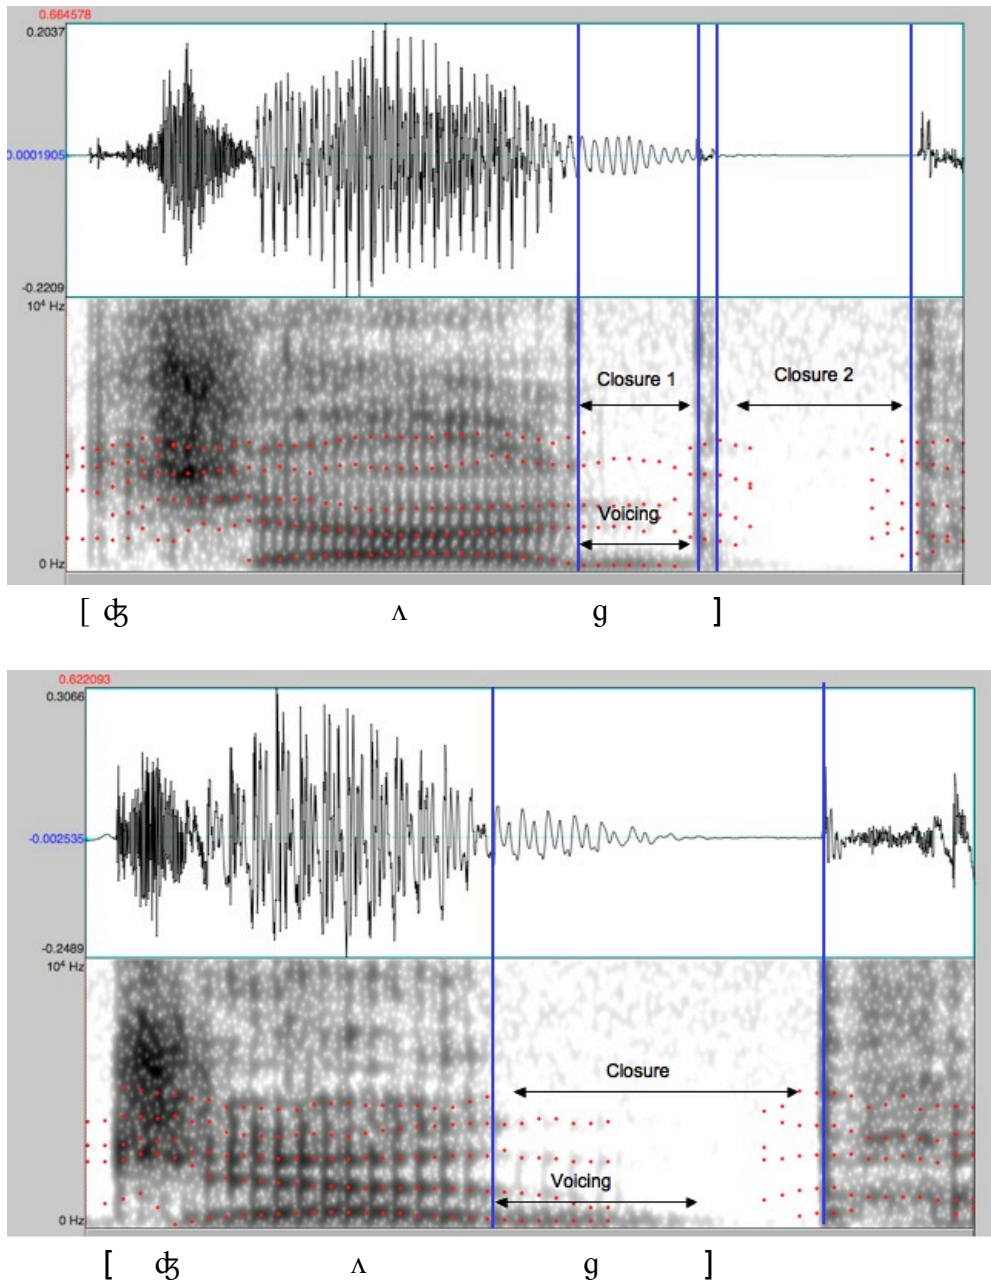 0.664578
0.2037
0.0001905
-0.2209
10⁴ Hz
Closure 1
Closure 2
Voicing
0 Hz
[ ʤ ʌ ɡ ]
0.622093
0.3066
-0.002535
-0.2489
10⁴ Hz
Closure
Voicing
0 Hz
[ ʤ ʌ ɡ ]